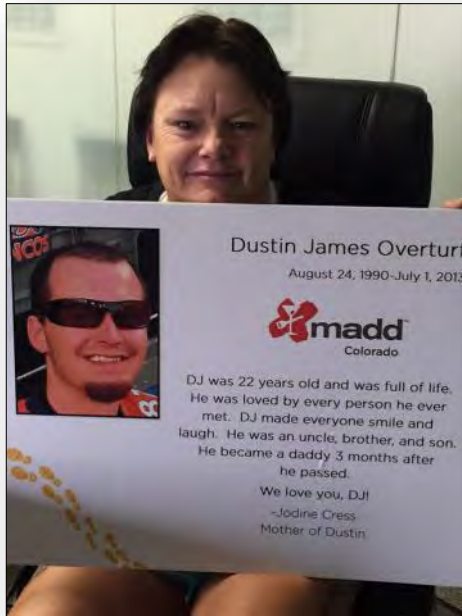 NCOS
Dustin James Overturf
August 24, 1990-July 1, 2013
madd
Colorado
DJ was 22 years old and was full of life.
He was loved by every person he ever
met. DJ made everyone smile and
laugh. He was an uncle, brother, and son.
He became a daddy 3 months after
he passed.
We love you, DJ!
-Jodine Cress
Mother of Dustin